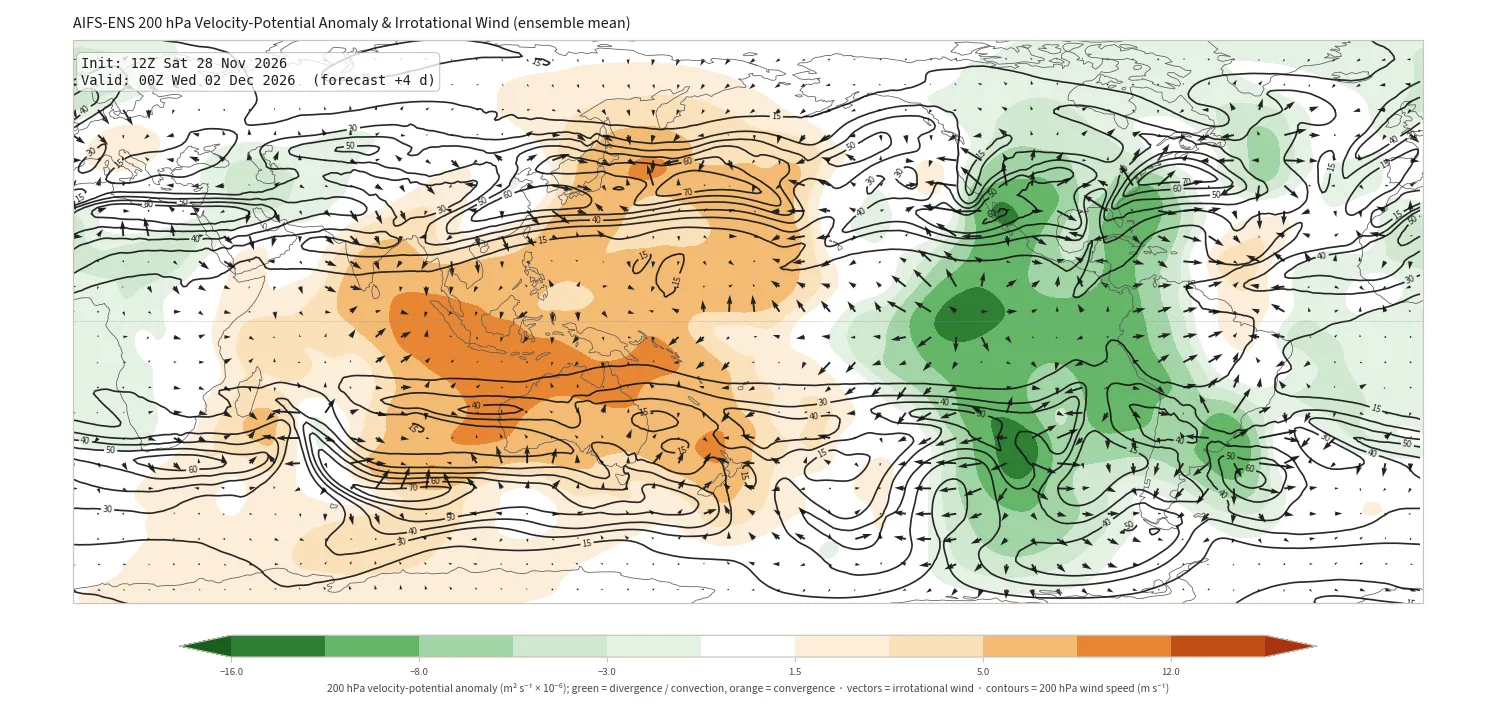 AIFS-ENS 200 hPa Velocity-Potential Anomaly & Irrotational Wind (ensemble mean)
Init: 12Z Sat 28 Nov 2026
Valid: 00Z Wed 02 Dec 2026 (forecast +4 d)
−16.0 −8.0 −3.0 1.5 5.0 12.0
200 hPa velocity-potential anomaly (m² s⁻¹ × 10⁻⁶); green = divergence / convection, orange = convergence · vectors = irrotational wind · contours = 200 hPa wind speed (m s⁻¹)